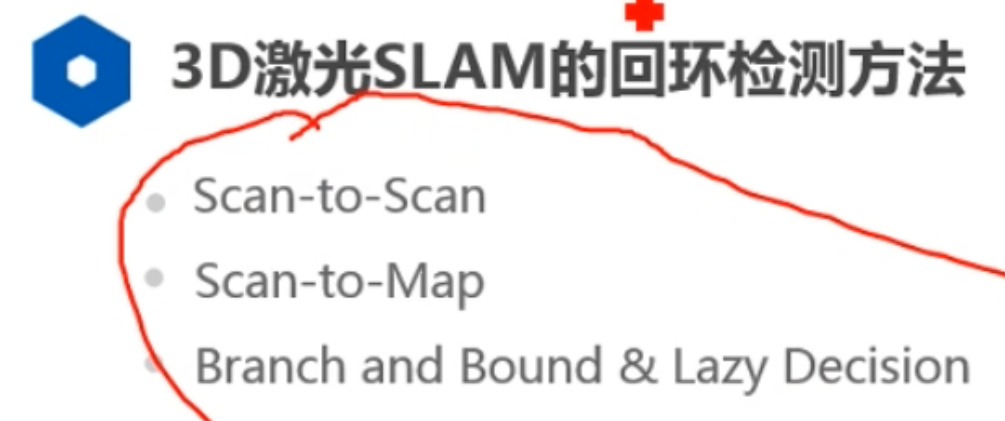 3D激光SLAM的回环检测方法
Scan-to-Scan
Scan-to-Map
Branch and Bound & Lazy Decision